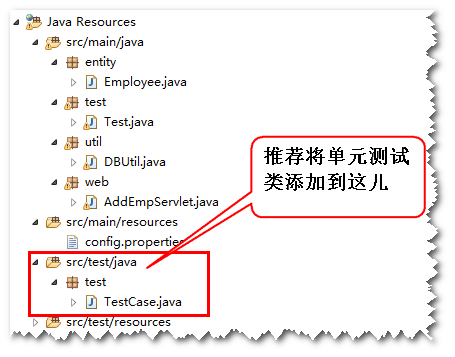 Java Resources
src/main/java
entity
Employee.java
test
Test.java
util
DBUtil.java
web
AddEmpServlet.java
src/main/resources
config.properties
src/test/java
test
TestCase.java
src/test/resources
推荐将单元测试
类添加到这儿